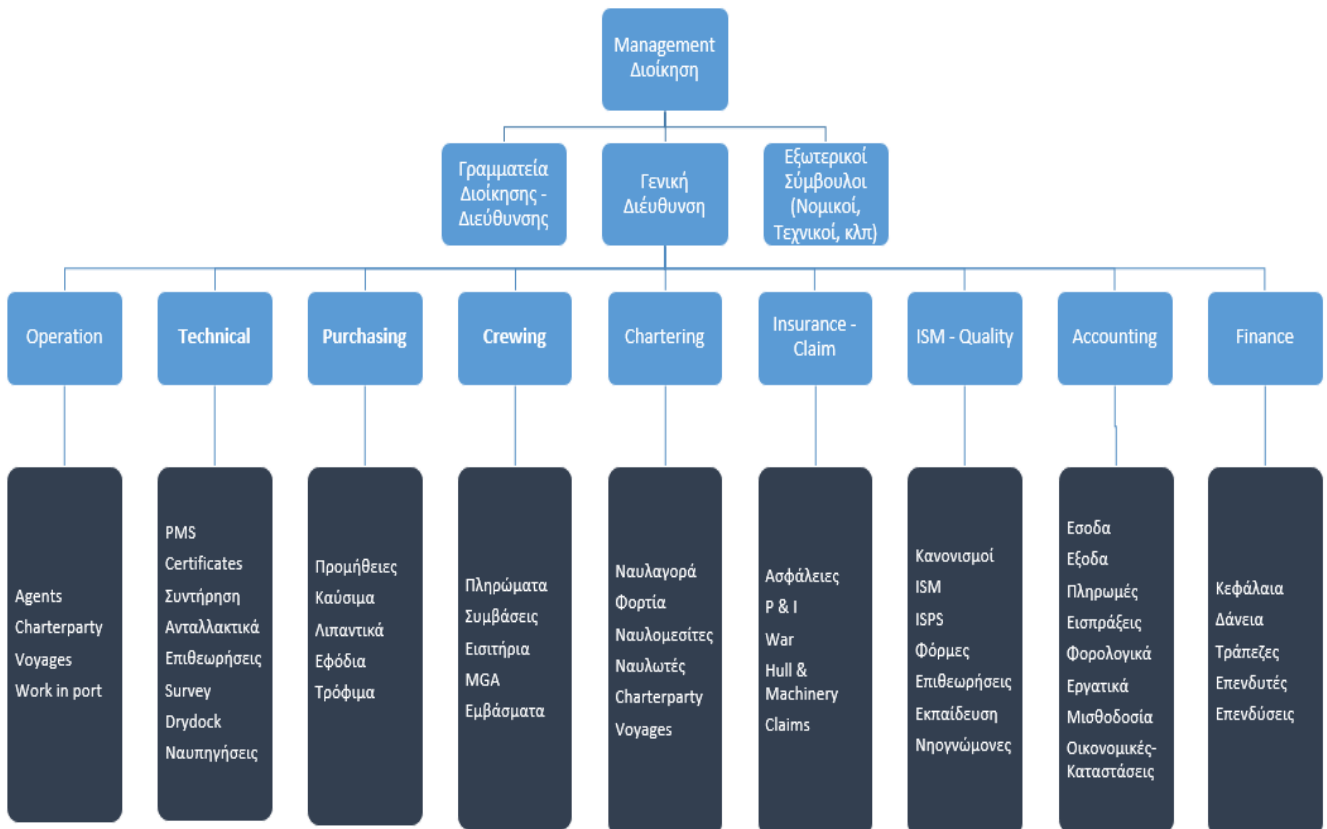 Management
Διοίκηση
Γραμματεία
Διοίκησης -
Διεύθυνσης
Γενική
Διέυθυνση
Εξωτερικοί
Σύμβουλοι
(Νομικοί,
Τεχνικοί, κλπ)
Operation
Technical
Purchasing
Crewing
Chartering
Insurance -
Claim
ISM - Quality
Accounting
Finance
Agents
Charterparty
Voyages
Work in port
PMS
Certificates
Συντήρηση
Ανταλλακτικά
Επιθεωρήσεις
Survey
Drydock
Ναυπηγήσεις
Προμήθειες
Καύσιμα
Λιπαντικά
Εφόδια
Τρόφιμα
Πληρώματα
Συμβάσεις
Εισιτήρια
MGA
Εμβάσματα
Ναυλαγορά
Φορτία
Ναυλομεσίτες
Ναυλωτές
Charterparty
Voyages
Ασφάλειες
P & I
War
Hull &
Machinery
Claims
Κανονισμοί
ISM
ISPS
Φόρμες
Επιθεωρήσεις
Εκπαίδευση
Νηογνώμονες
Εσοδα
Εξοδα
Πληρωμές
Εισπράξεις
Φορολογικά
Εργατικά
Μισθοδοσία
Οικονομικές-
Καταστάσεις
Κεφάλαια
Δάνεια
Τράπεζες
Επενδυτές
Επενδύσεις